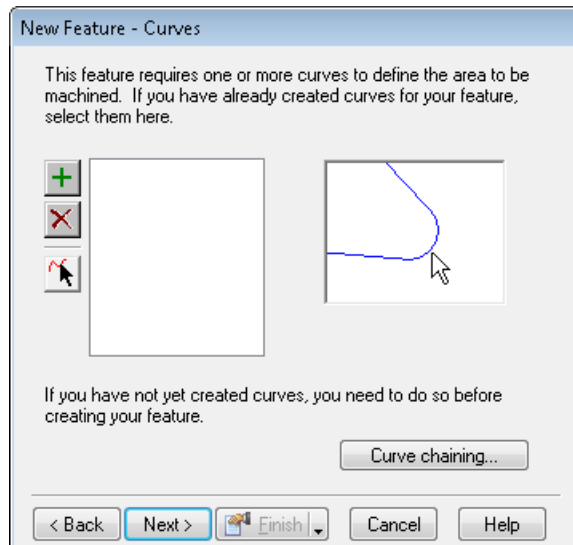 New Feature - Curves
This feature requires one or more curves to define the area to be
machined. If you have already created curves for your feature,
select them here.
If you have not yet created curves, you need to do so before
creating your feature.
Curve chaining...
< Back Next > Finish Cancel Help